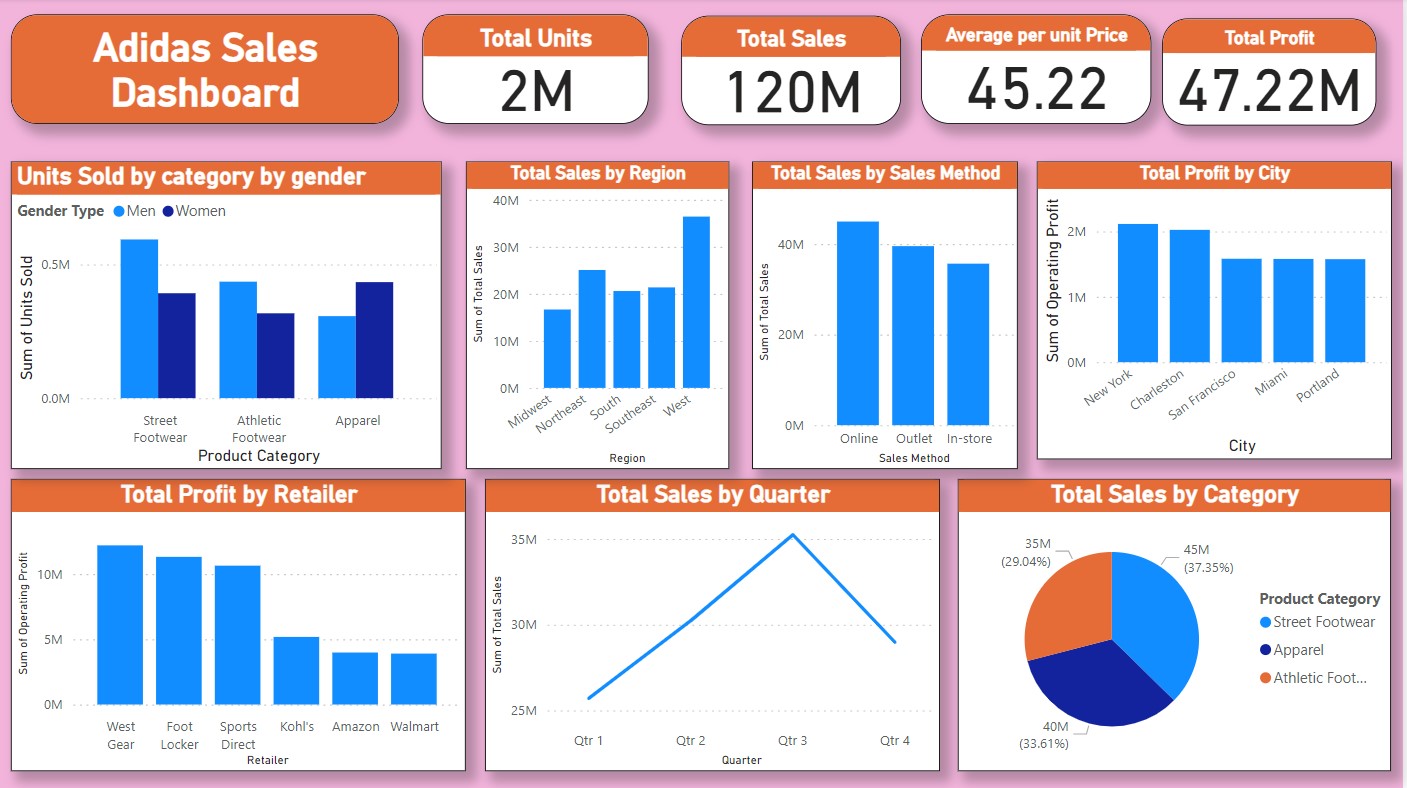 Adidas Sales
Dashboard
Total Units
2M
Total Sales
120M
Average per unit Price
45.22
Total Profit
47.22M
Units Sold by category by gender
Gender Type Men Women
Sum of Units Sold
0.5M
0.0M
Street
Footwear
Athletic
Footwear
Apparel
Product Category
Total Sales by Region
Sum of Total Sales
40M
30M
20M
10M
0M
Midwest
Northeast
South
Southeast
West
Region
Total Sales by Sales Method
Sum of Total Sales
40M
20M
0M
Online
Outlet
In-store
Sales Method
Total Profit by City
Sum of Operating Profit
2M
1M
0M
New York
Charleston
San Francisco
Miami
Portland
City
Total Profit by Retailer
Sum of Operating Profit
10M
5M
0M
West
Gear
Foot
Locker
Sports
Direct
Kohl's
Amazon
Walmart
Retailer
Total Sales by Quarter
Sum of Total Sales
35M
30M
25M
Qtr 1
Qtr 2
Qtr 3
Qtr 4
Quarter
Total Sales by Category
35M
(29.04%)
45M
(37.35%)
40M
(33.61%)
Product Category
Street Footwear
Apparel
Athletic Foot...